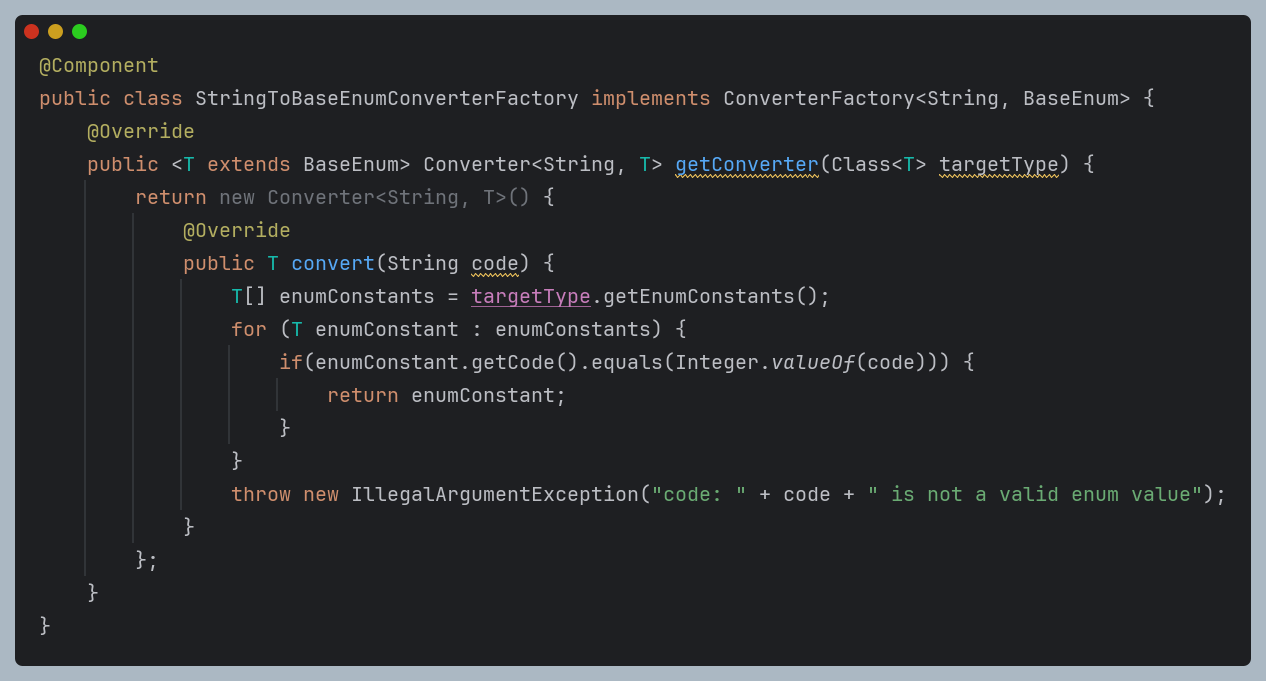 @Component
public class StringToBaseEnumConverterFactory implements ConverterFactory<String, BaseEnum> {
    @Override
    public <T extends BaseEnum> Converter<String, T> getConverter(Class<T> targetType) {
        return new Converter<String, T>() {
            @Override
            public T convert(String code) {
                T[] enumConstants = targetType.getEnumConstants();
                for (T enumConstant : enumConstants) {
                    if(enumConstant.getCode().equals(Integer.valueOf(code))) {
                        return enumConstant;
                    }
                }
                throw new IllegalArgumentException("code: " + code + " is not a valid enum value");
            }
        };
    }
}